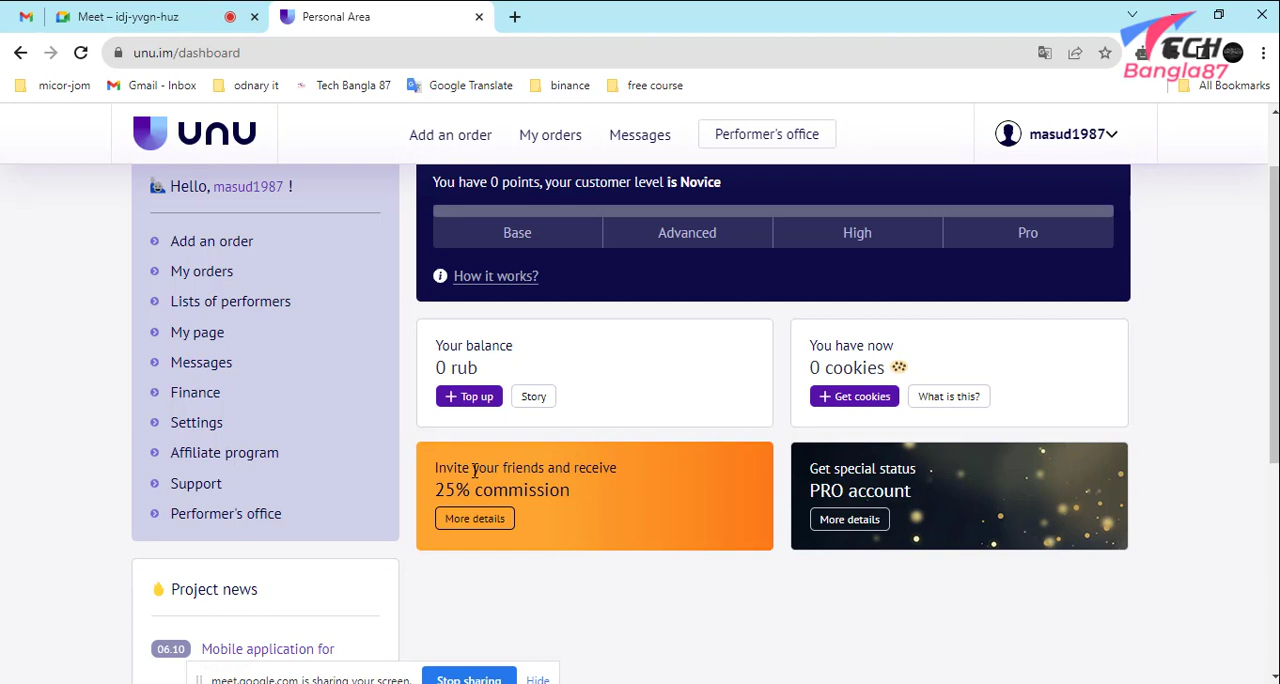 Meet – idj-yvgn-huz
Personal Area
unu.im/dashboard
TECH
Bangla87
micor-jom
Gmail - Inbox
odnary it
Tech Bangla 87
Google Translate
binance
free course
All Bookmarks
unu
Add an order
My orders
Messages
Performer's office
masud1987
Hello, masud1987 !
Add an order
My orders
Lists of performers
My page
Messages
Finance
Settings
Affiliate program
Support
Performer's office
Project news
06.10 Mobile application for
You have 0 points, your customer level is Novice
Base Advanced High Pro
How it works?
Your balance
0 rub
+ Top up Story
You have now
0 cookies
+ Get cookies What is this?
Invite your friends and receive
25% commission
More details
Get special status
PRO account
More details
meet.google.com is sharing your screen. Stop sharing Hide